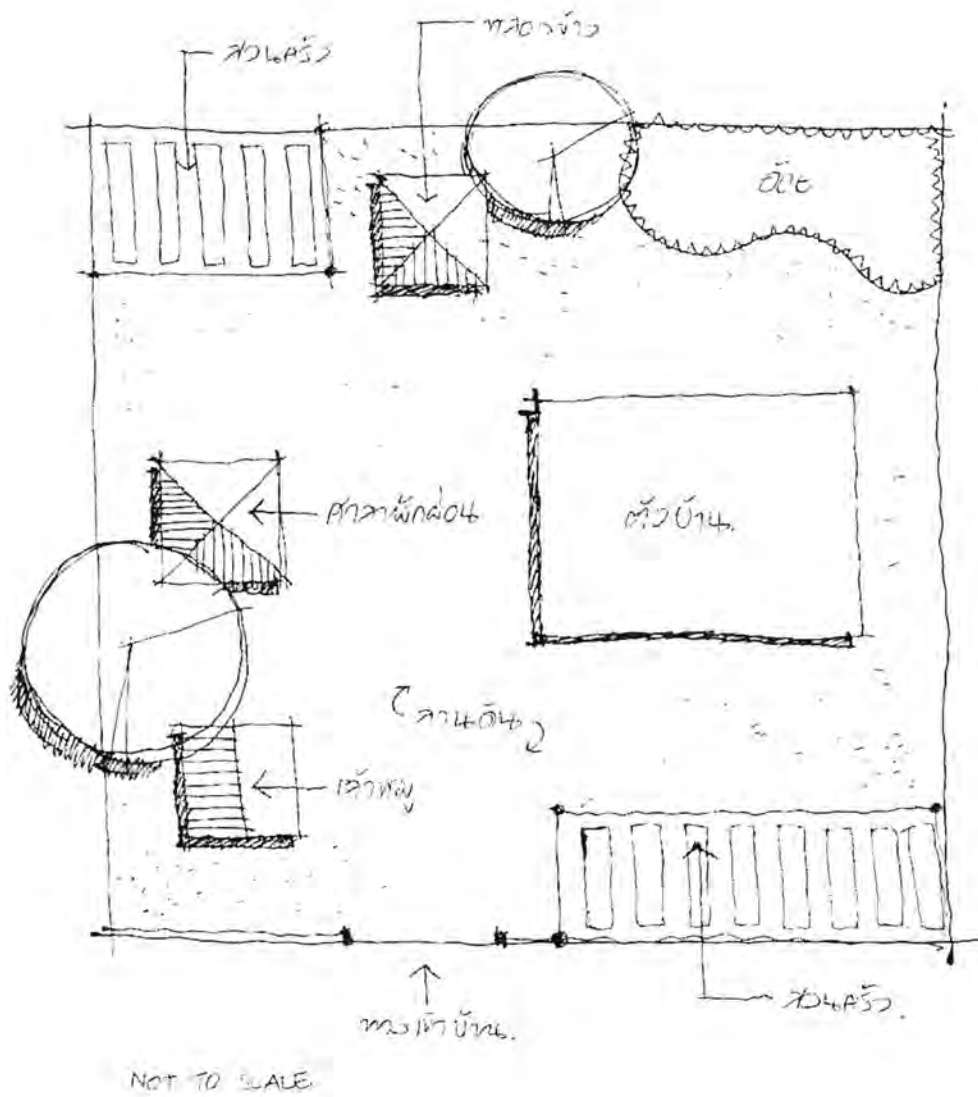 หลองข้าว
สวนครัว
อ้อย
ศาลาพักผ่อน
ตัวบ้าน.
ลานดิน
เล้าหมู
สวนครัว.
ทางเข้าบ้าน.
NOT TO SCALE